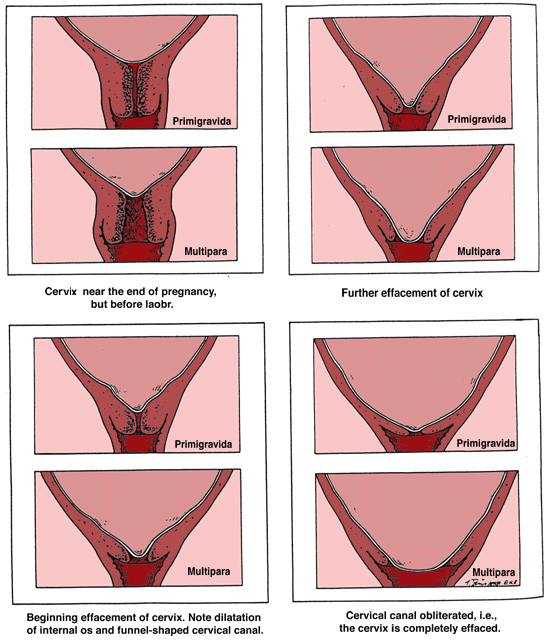 Primigravida
Multipara
Cervix near the end of pregnancy,
but before laobr.
Primigravida
Multipara
Further effacement of cervix
Primigravida
Multipara
Beginning effacement of cervix. Note dilatation
of internal os and funnel-shaped cervical canal.
Primigravida
Multipara
Cervical canal obliterated, i.e.,
the cervix is completely effaced.